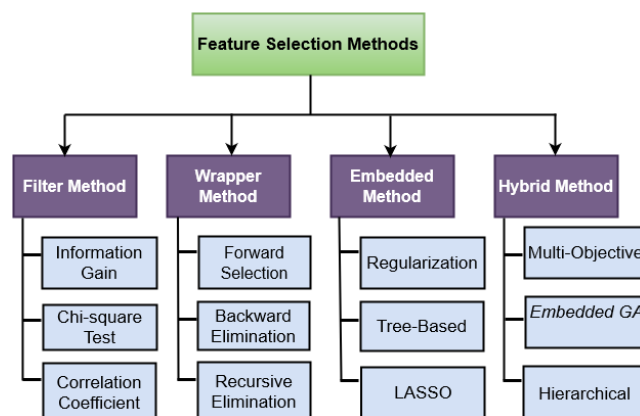 Feature Selection Methods
Filter Method
Wrapper
Method
Embedded
Method
Hybrid Method
Information
Gain
Chi-square
Test
Correlation
Coefficient
Forward
Selection
Backward
Elimination
Recursive
Elimination
Regularization
Tree-Based
LASSO
Multi-Objective
Embedded GA
Hierarchical